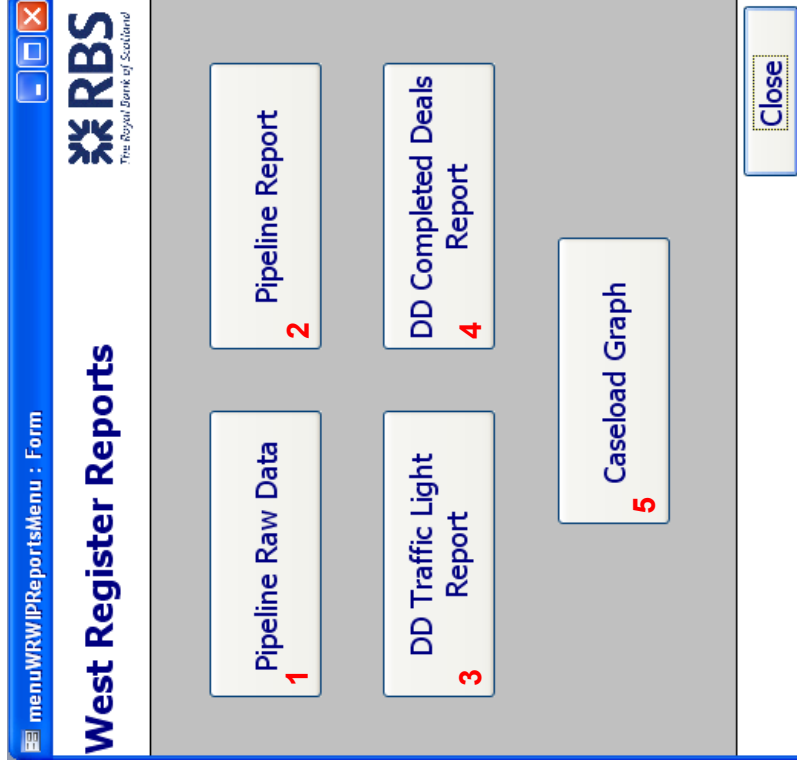 menuWRWIPReportsMenu : Form
West Register Reports
RBS
The Royal Bank of Scotland
Pipeline Raw Data
1
Pipeline Report
2
DD Traffic Light
Report
3
DD Completed Deals
Report
4
Caseload Graph
5
Close